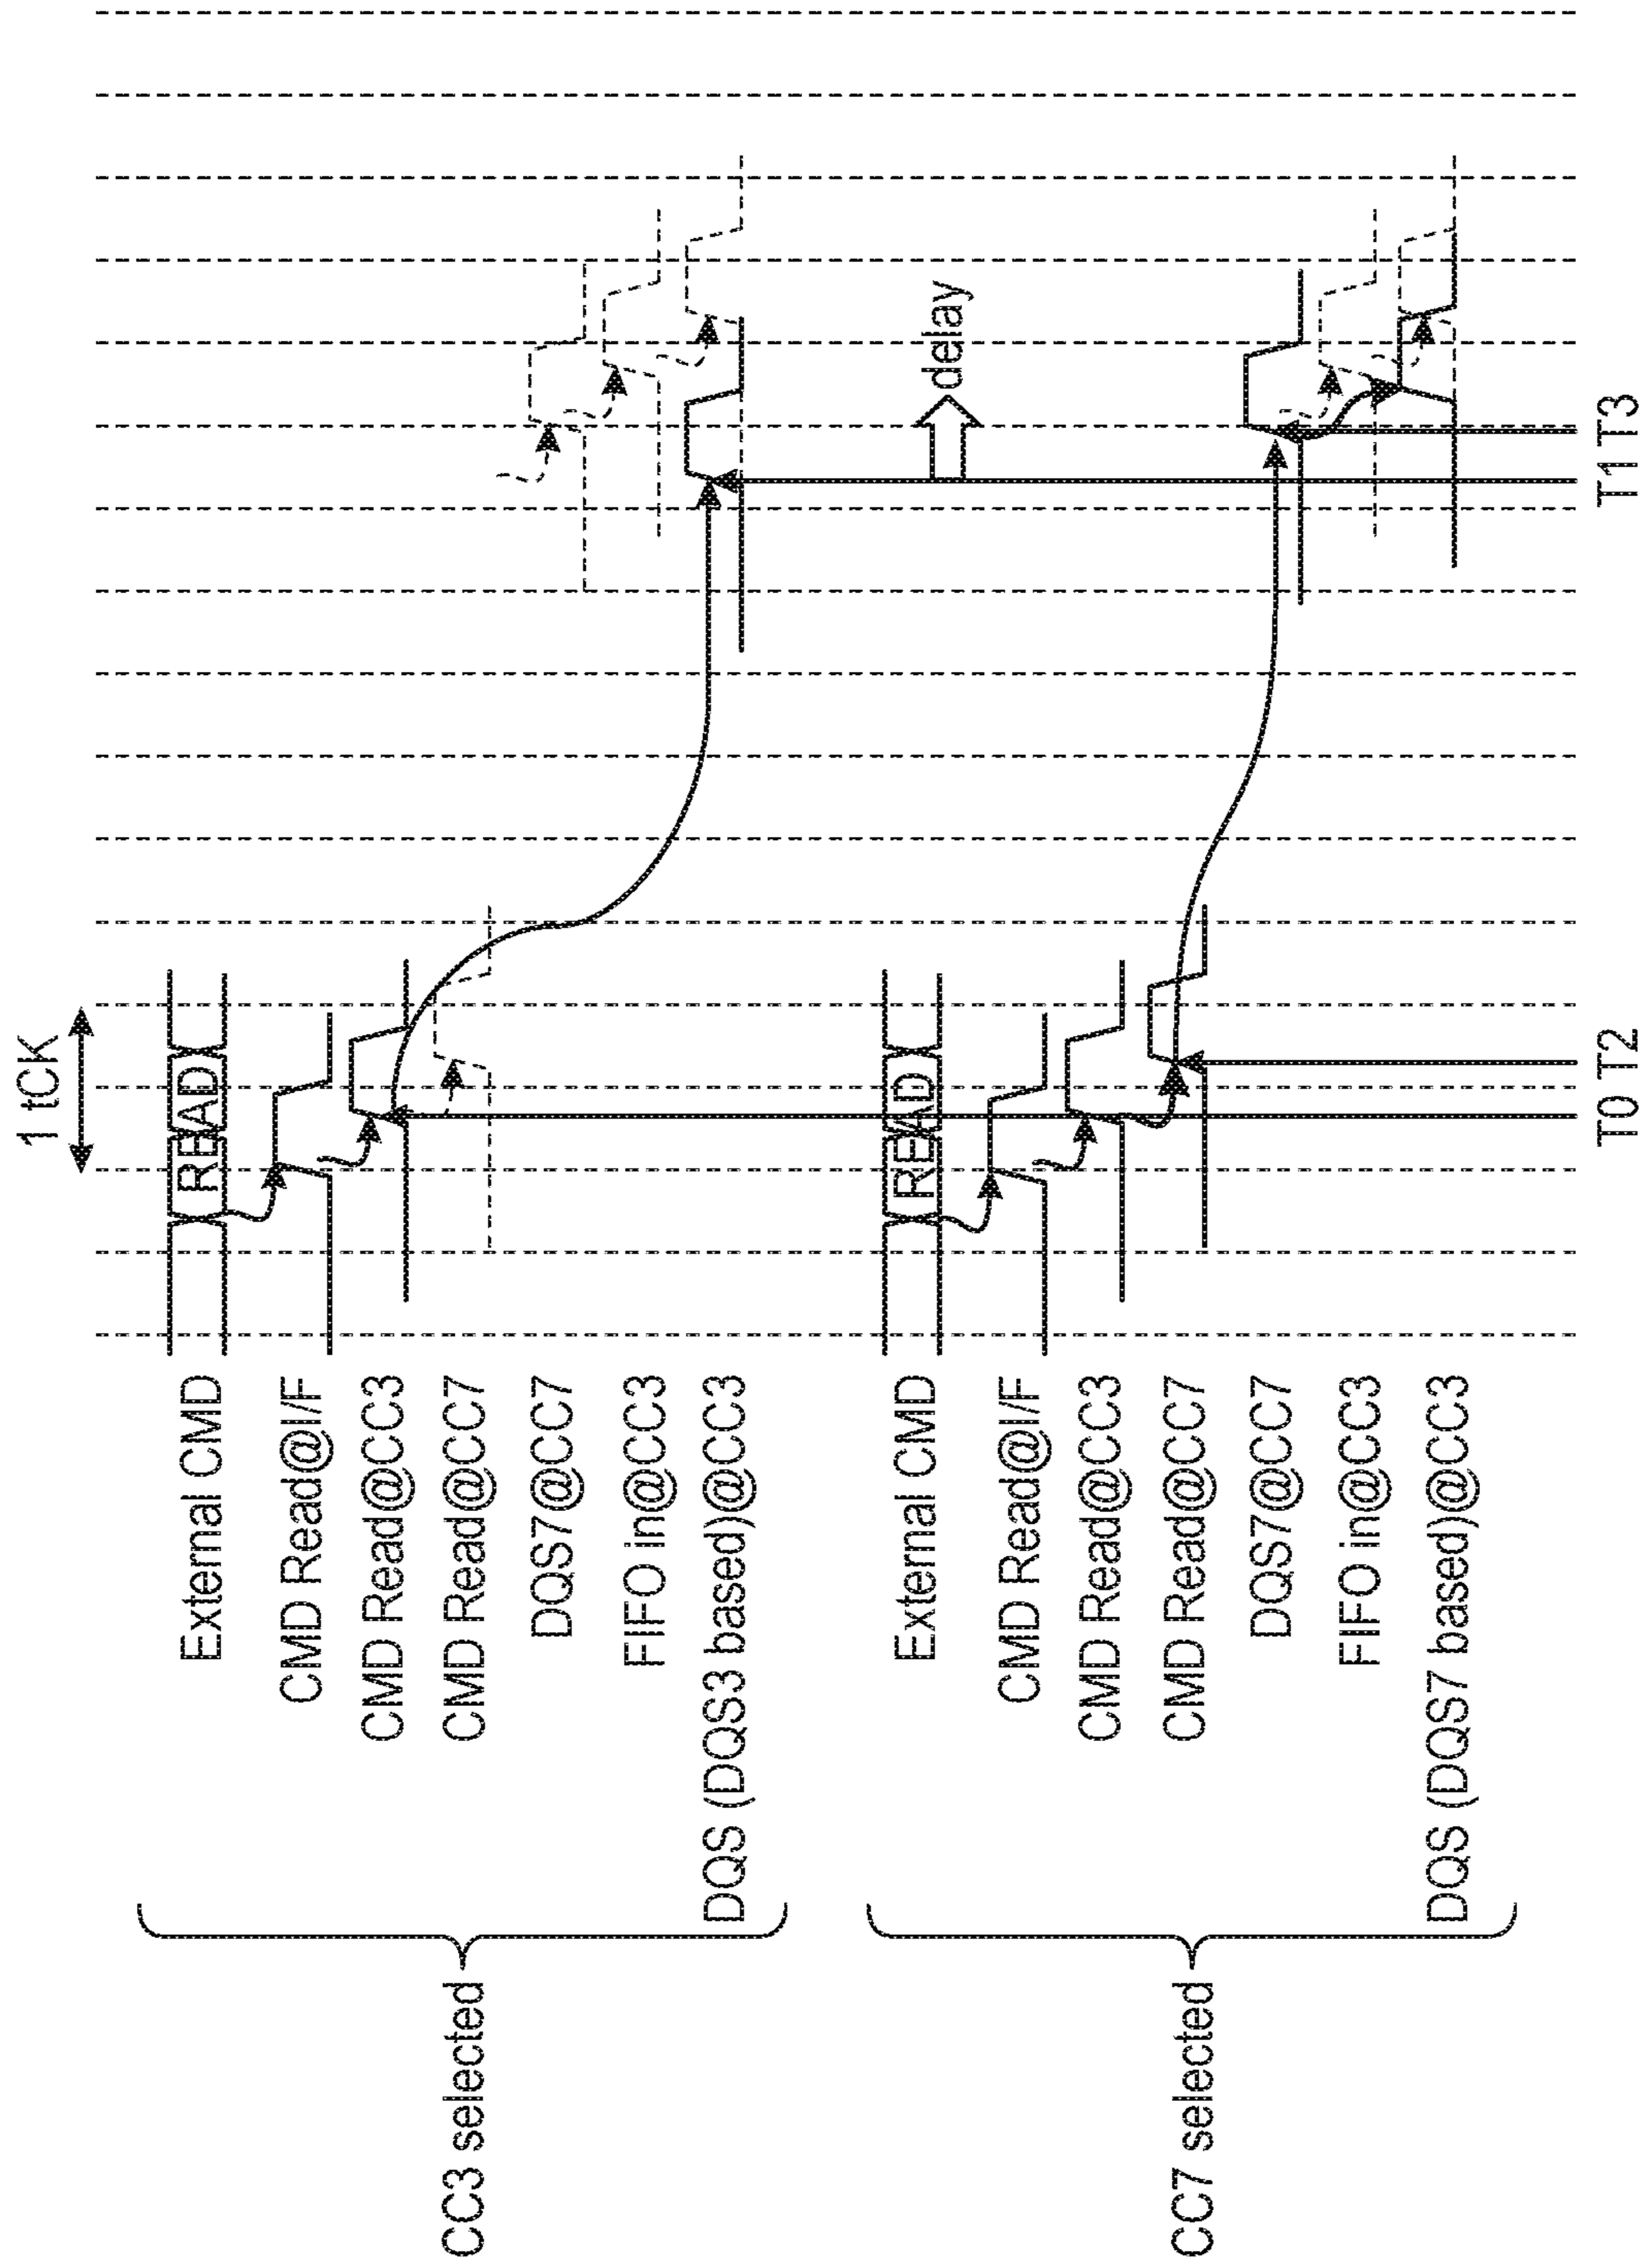 1 tCK
CC3 selected
External CMD
READ
CMD Read@I/F
CMD Read@CC3
CMD Read@CC7
DQS7@CC7
FIFO in@CC3
DQS (DQS3 based)@CC3
delay
CC7 selected
External CMD
READ
CMD Read@I/F
CMD Read@CC3
CMD Read@CC7
DQS7@CC7
FIFO in@CC3
DQS (DQS7 based)@CC3
T0 T2
T1 T3